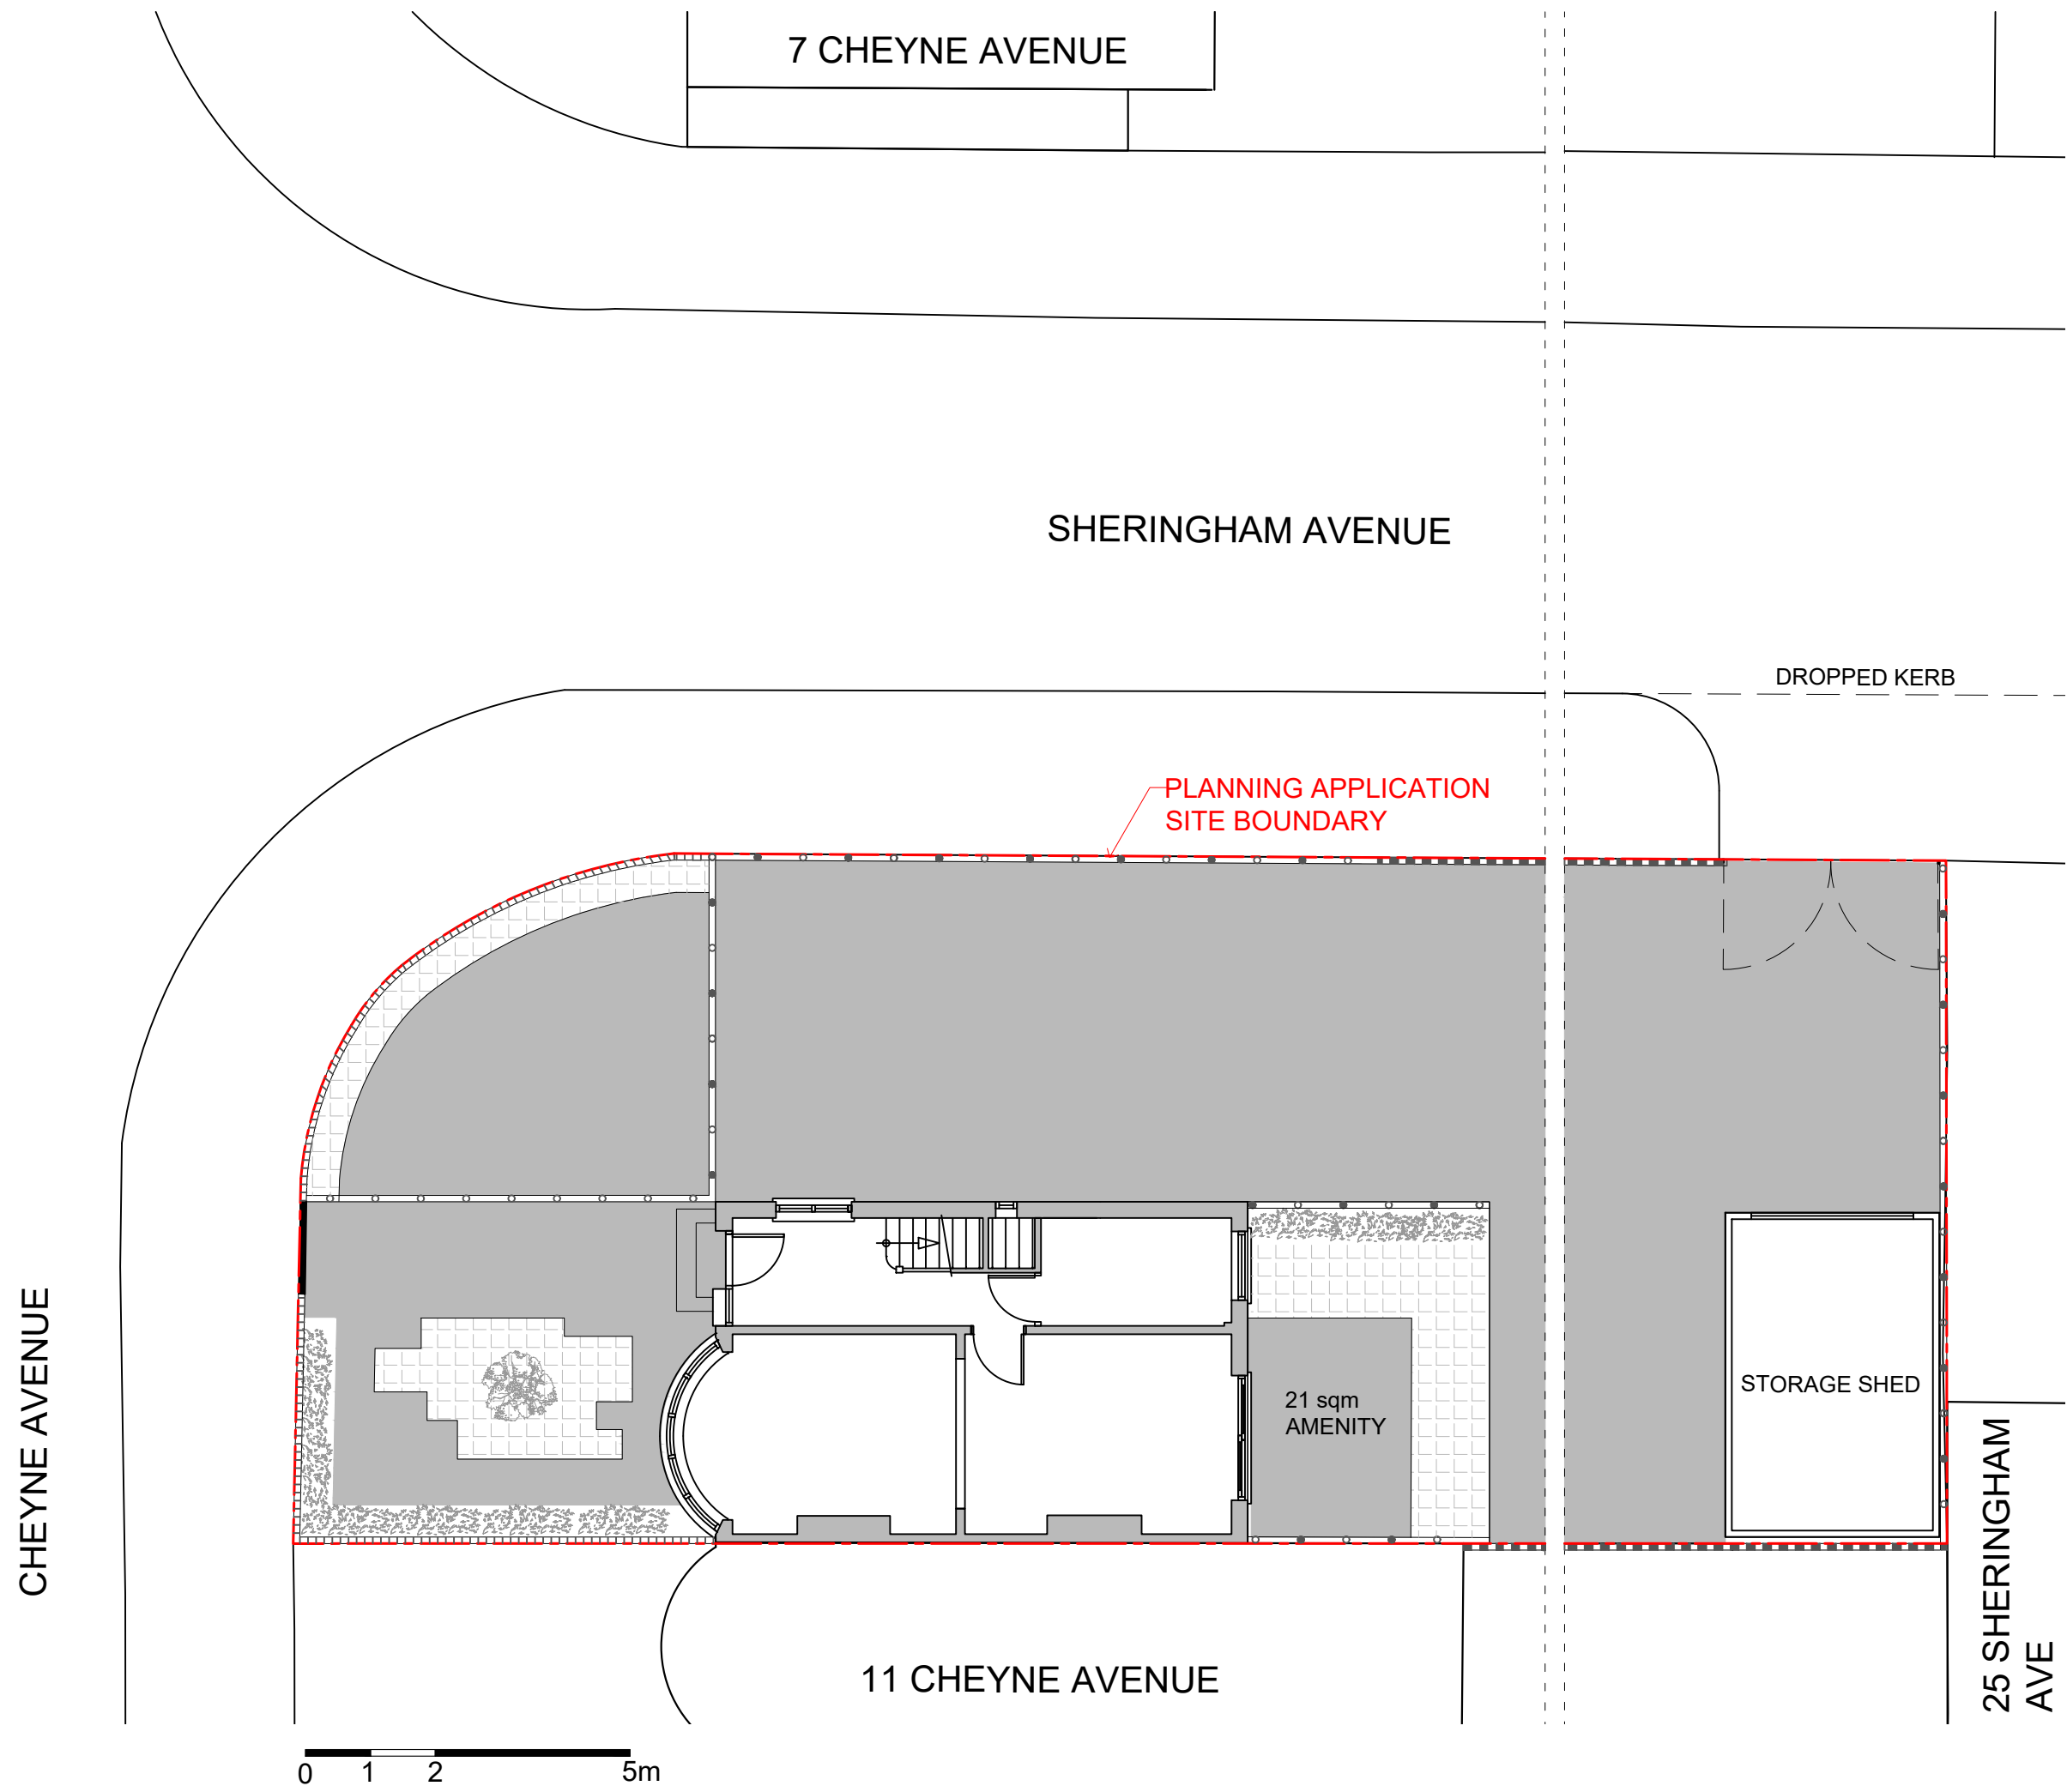 7 CHEYNE AVENUE
SHERINGHAM AVENUE
DROPPED KERB
PLANNING APPLICATION
SITE BOUNDARY
CHEYNE AVENUE
21 sqm
AMENITY
STORAGE SHED
25 SHERINGHAM
AVE
11 CHEYNE AVENUE
0 1 2 5m